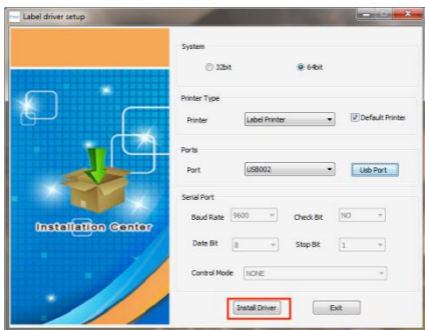 Label driver setup
System
32bit 64bit
Printer Type
Printer Label Printer Default Printer
Ports
Port USB002 Usb Port
Serial Port
Baud Rate 9600 Check Bit NO
Date Bit 8 Stop Bit 1
Control Mode NONE
Installation Center
Install Driver Exit